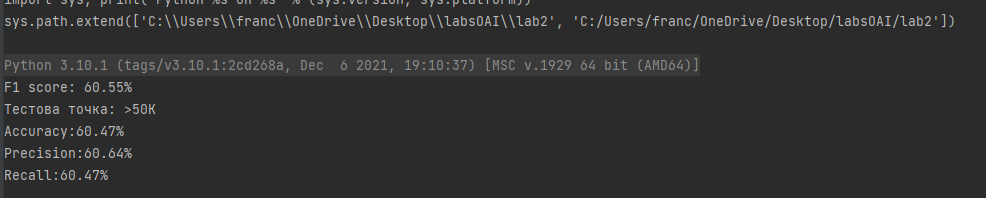 import sys; print('Python %s on %s' % (sys.version, sys.platform))
sys.path.extend(['C:\\Users\\franc\\OneDrive\\Desktop\\labsOAI\\lab2', 'C:/Users/franc/OneDrive/Desktop/labsOAI/lab2'])
Python 3.10.1 (tags/v3.10.1:2cd268a, Dec  6 2021, 19:10:37) [MSC v.1929 64 bit (AMD64)]
F1 score: 60.55%
Тестова точка: >50K
Accuracy:60.47%
Precision:60.64%
Recall:60.47%